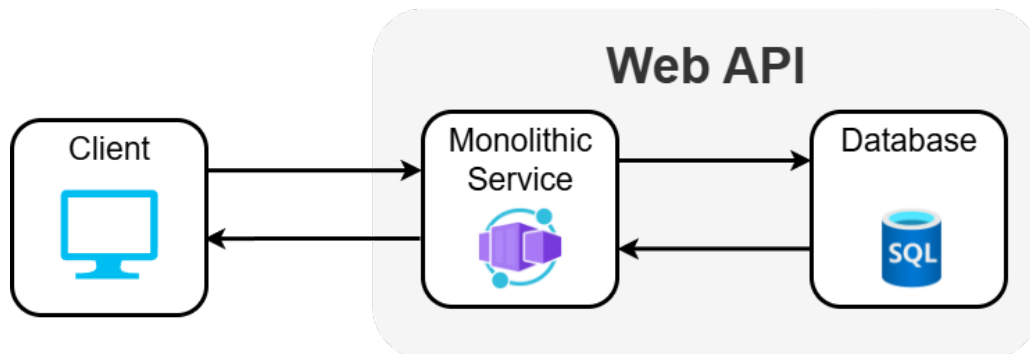 Web API
Client
Monolithic
Service
Database
SQL